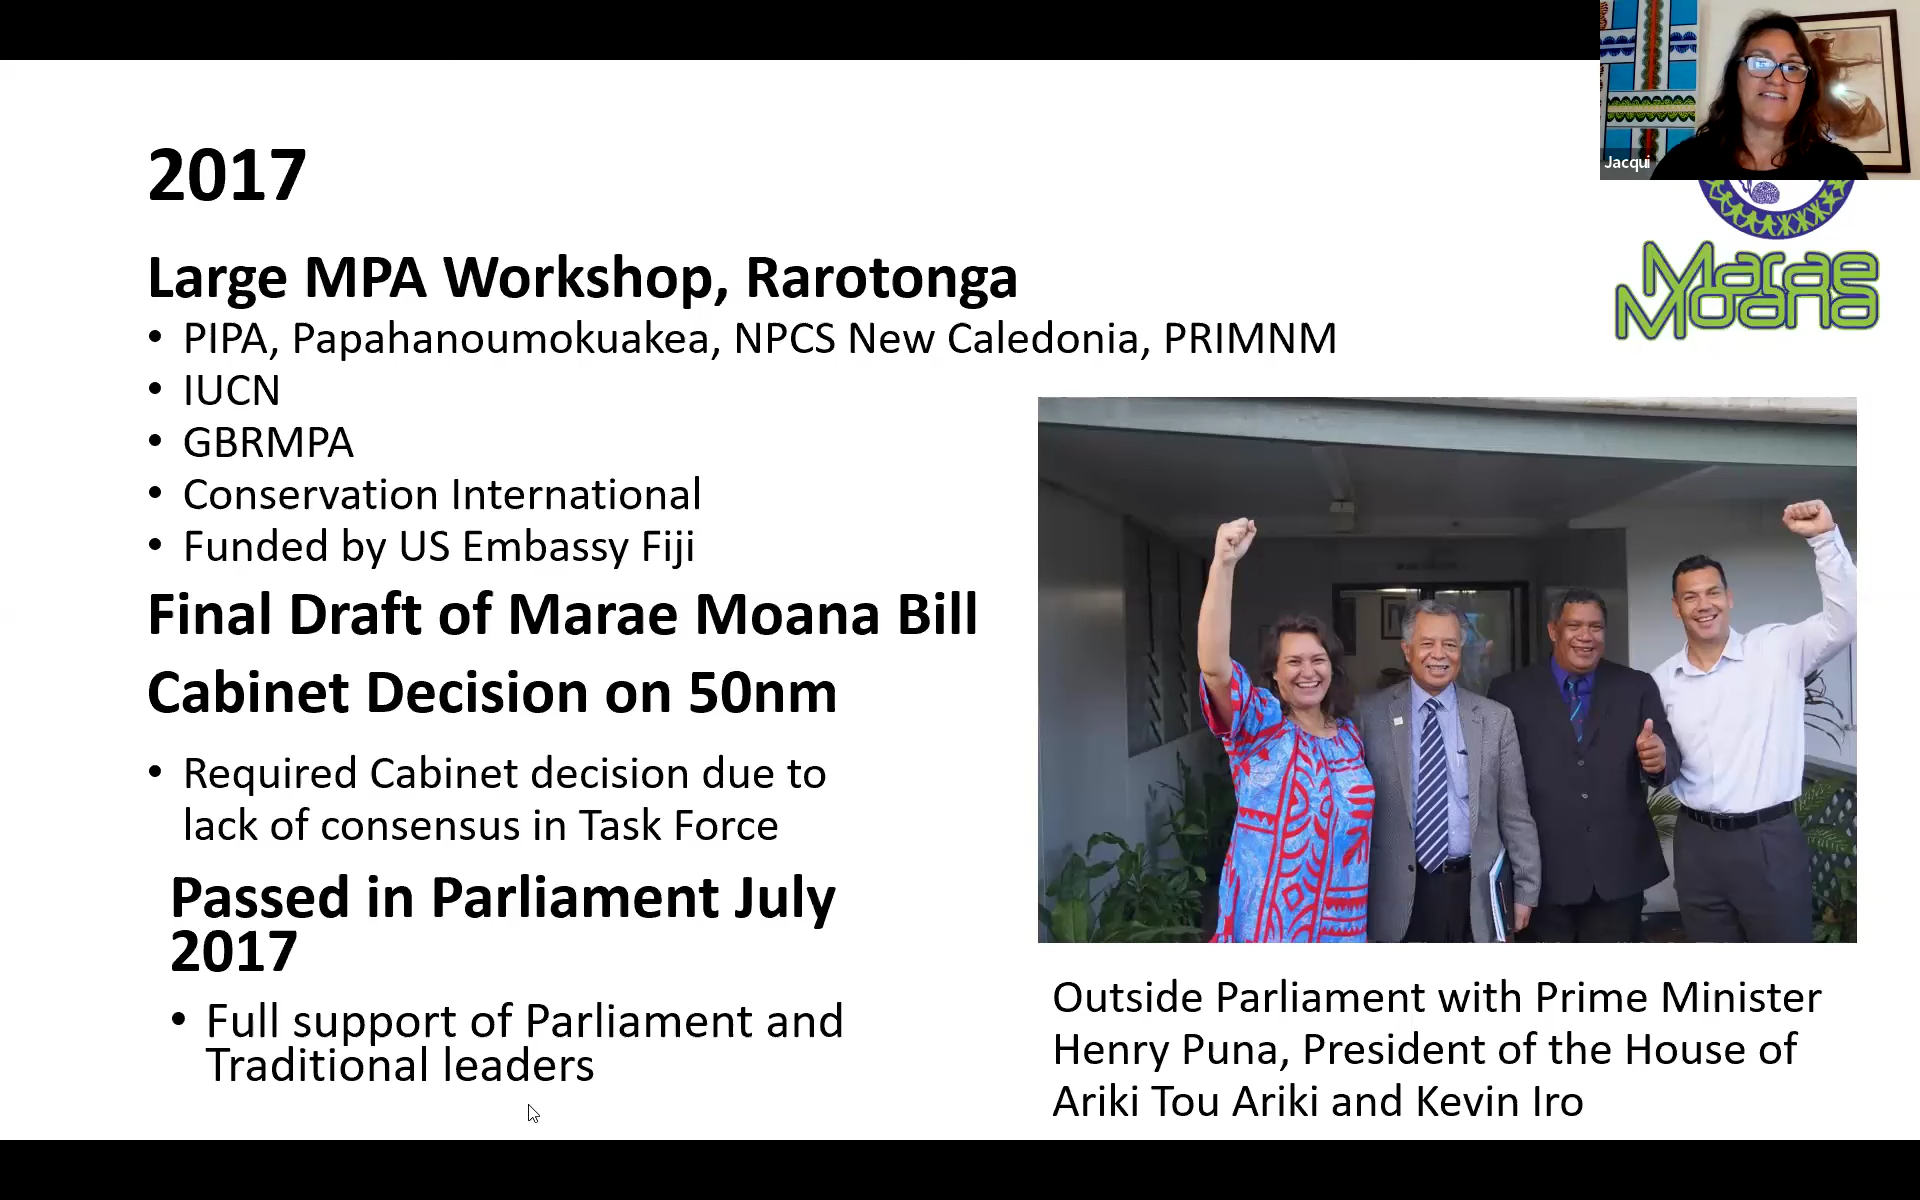 Jacqui
2017
Marae
Moana
Large MPA Workshop, Rarotonga
• PIPA, Papahanoumokuakea, NPCS New Caledonia, PRIMNM
• IUCN
• GBRMPA
• Conservation International
• Funded by US Embassy Fiji
Final Draft of Marae Moana Bill
Cabinet Decision on 50nm
• Required Cabinet decision due to
lack of consensus in Task Force
Passed in Parliament July
2017
• Full support of Parliament and
Traditional leaders
Outside Parliament with Prime Minister
Henry Puna, President of the House of
Ariki Tou Ariki and Kevin Iro